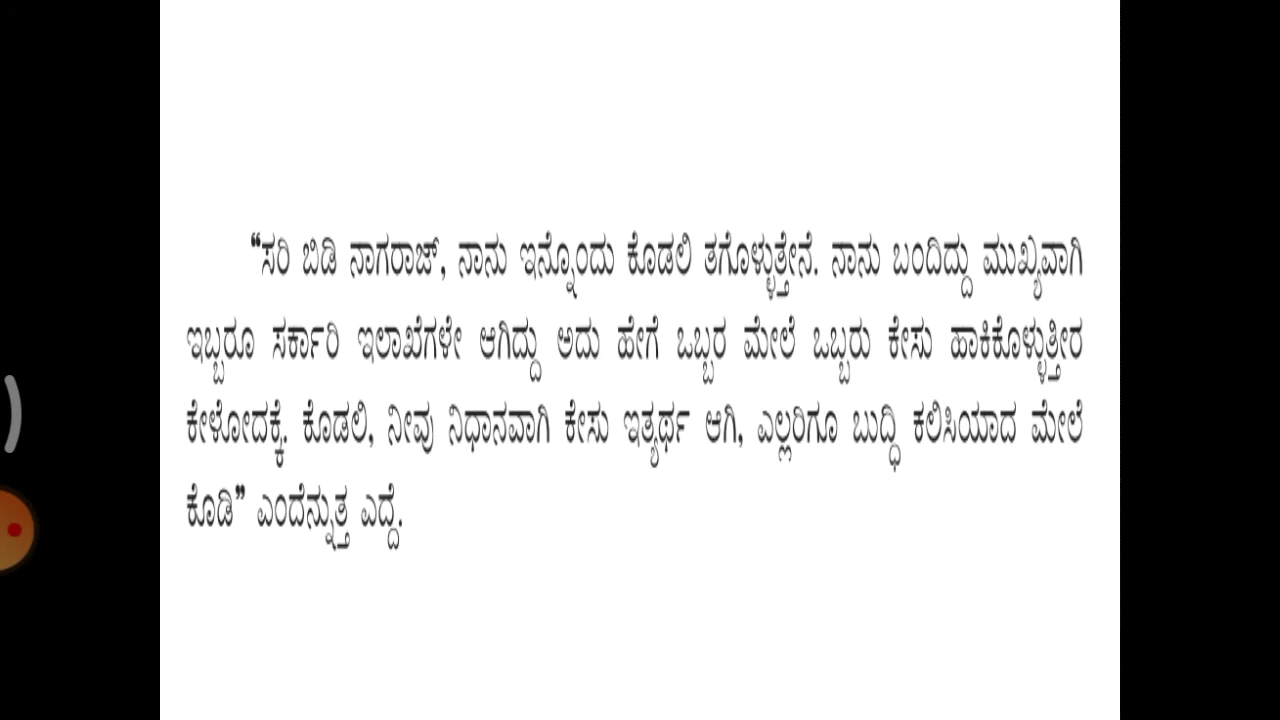 “ಸರಿ ಬಿಡಿ ನಾಗರಾಜ್, ನಾನು ಇನ್ನೊಂದು ಕೊಡಲಿ ತಗೊಳ್ಳುತ್ತೇನೆ. ನಾನು ಬಂದಿದ್ದು ಮುಖ್ಯವಾಗಿ
ಇಬ್ಬರೂ ಸರ್ಕಾರಿ ಇಲಾಖೆಗಳೇ ಆಗಿದ್ದು ಅದು ಹೇಗೆ ಒಬ್ಬರ ಮೇಲೆ ಒಬ್ಬರು ಕೇಸು ಹಾಕಿಕೊಳ್ಳುತ್ತೀರ
ಕೇಳೋದಕ್ಕೆ. ಕೊಡಲಿ, ನೀವು ನಿಧಾನವಾಗಿ ಕೇಸು ಇತ್ಯರ್ಥ ಆಗಿ, ಎಲ್ಲರಿಗೂ ಬುದ್ಧಿ ಕಲಿಸಿಯಾದ ಮೇಲೆ
ಕೊಡಿ” ಎಂದೆನ್ನುತ್ತ ಎದ್ದೆ.